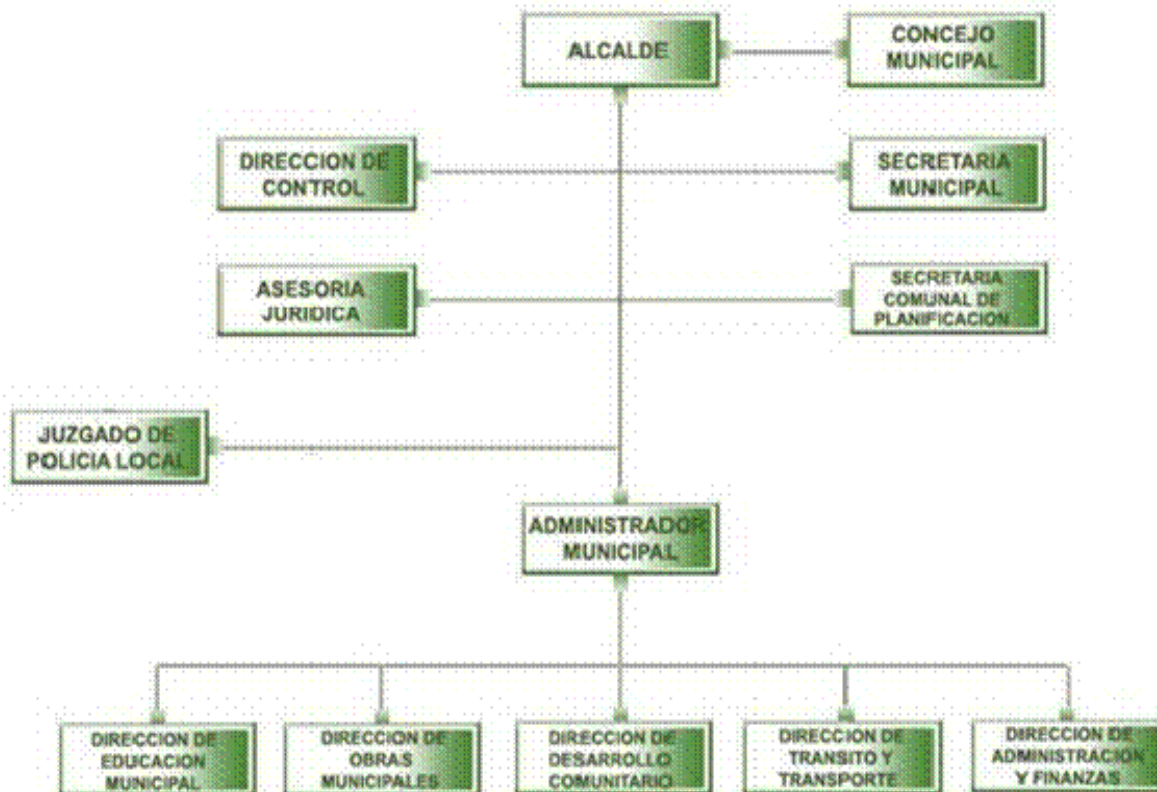 ALCALDE
CONCEJO
MUNICIPAL
DIRECCION DE
CONTROL
SECRETARIA
MUNICIPAL
ASESORIA
JURIDICA
SECRETARIA
COMUNAL DE
PLANIFICACION
JUZGADO DE
POLICIA LOCAL
ADMINISTRADOR
MUNICIPAL
DIRECCION DE
EDUCACION
MUNICIPAL
DIRECCION DE
OBRAS
MUNICIPALES
DIRECCION DE
DESARROLLO
COMUNITARIO
DIRECCION DE
TRANSITO Y
TRANSPORTE
DIRECCION DE
ADMINISTRACION
Y FINANZAS